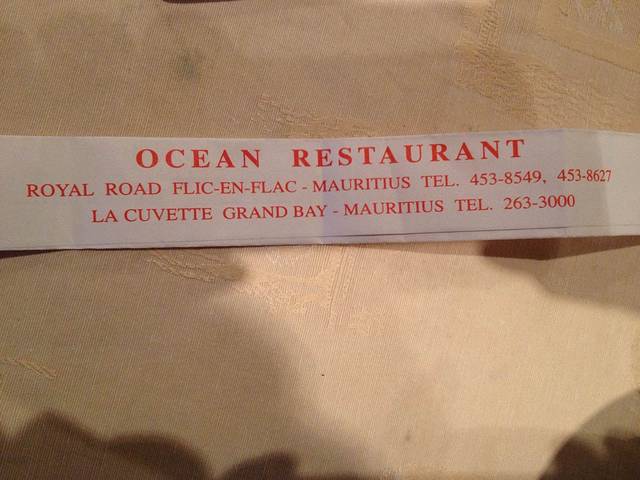 OCEAN RESTAURANT
ROYAL ROAD FLIC-EN-FLAC - MAURITIUS TEL. 453-8549, 453-8627
LA CUVETTE GRAND BAY - MAURITIUS TEL. 263-3000